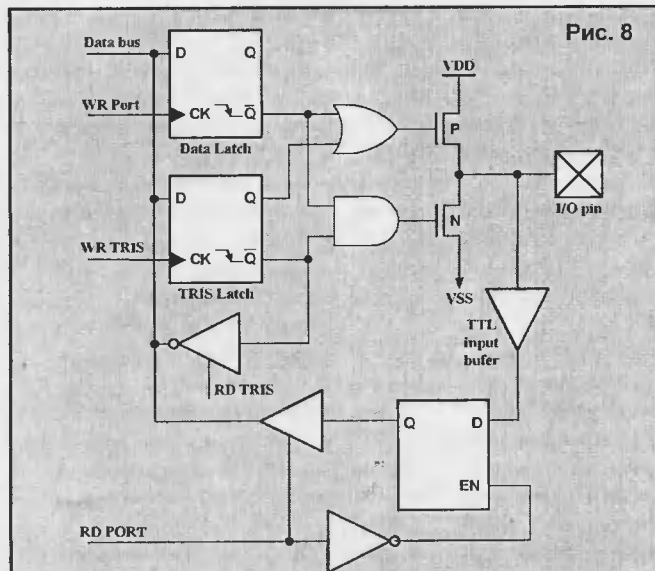 Рис. 8
Data bus
D
Q
VDD
WR Port
CK
Q
P
Data Latch
D
Q
I/O pin
N
WR TRIS
CK
Q
TRIS Latch
VSS
TTL
input
bufer
RD TRIS
Q
D
EN
RD PORT